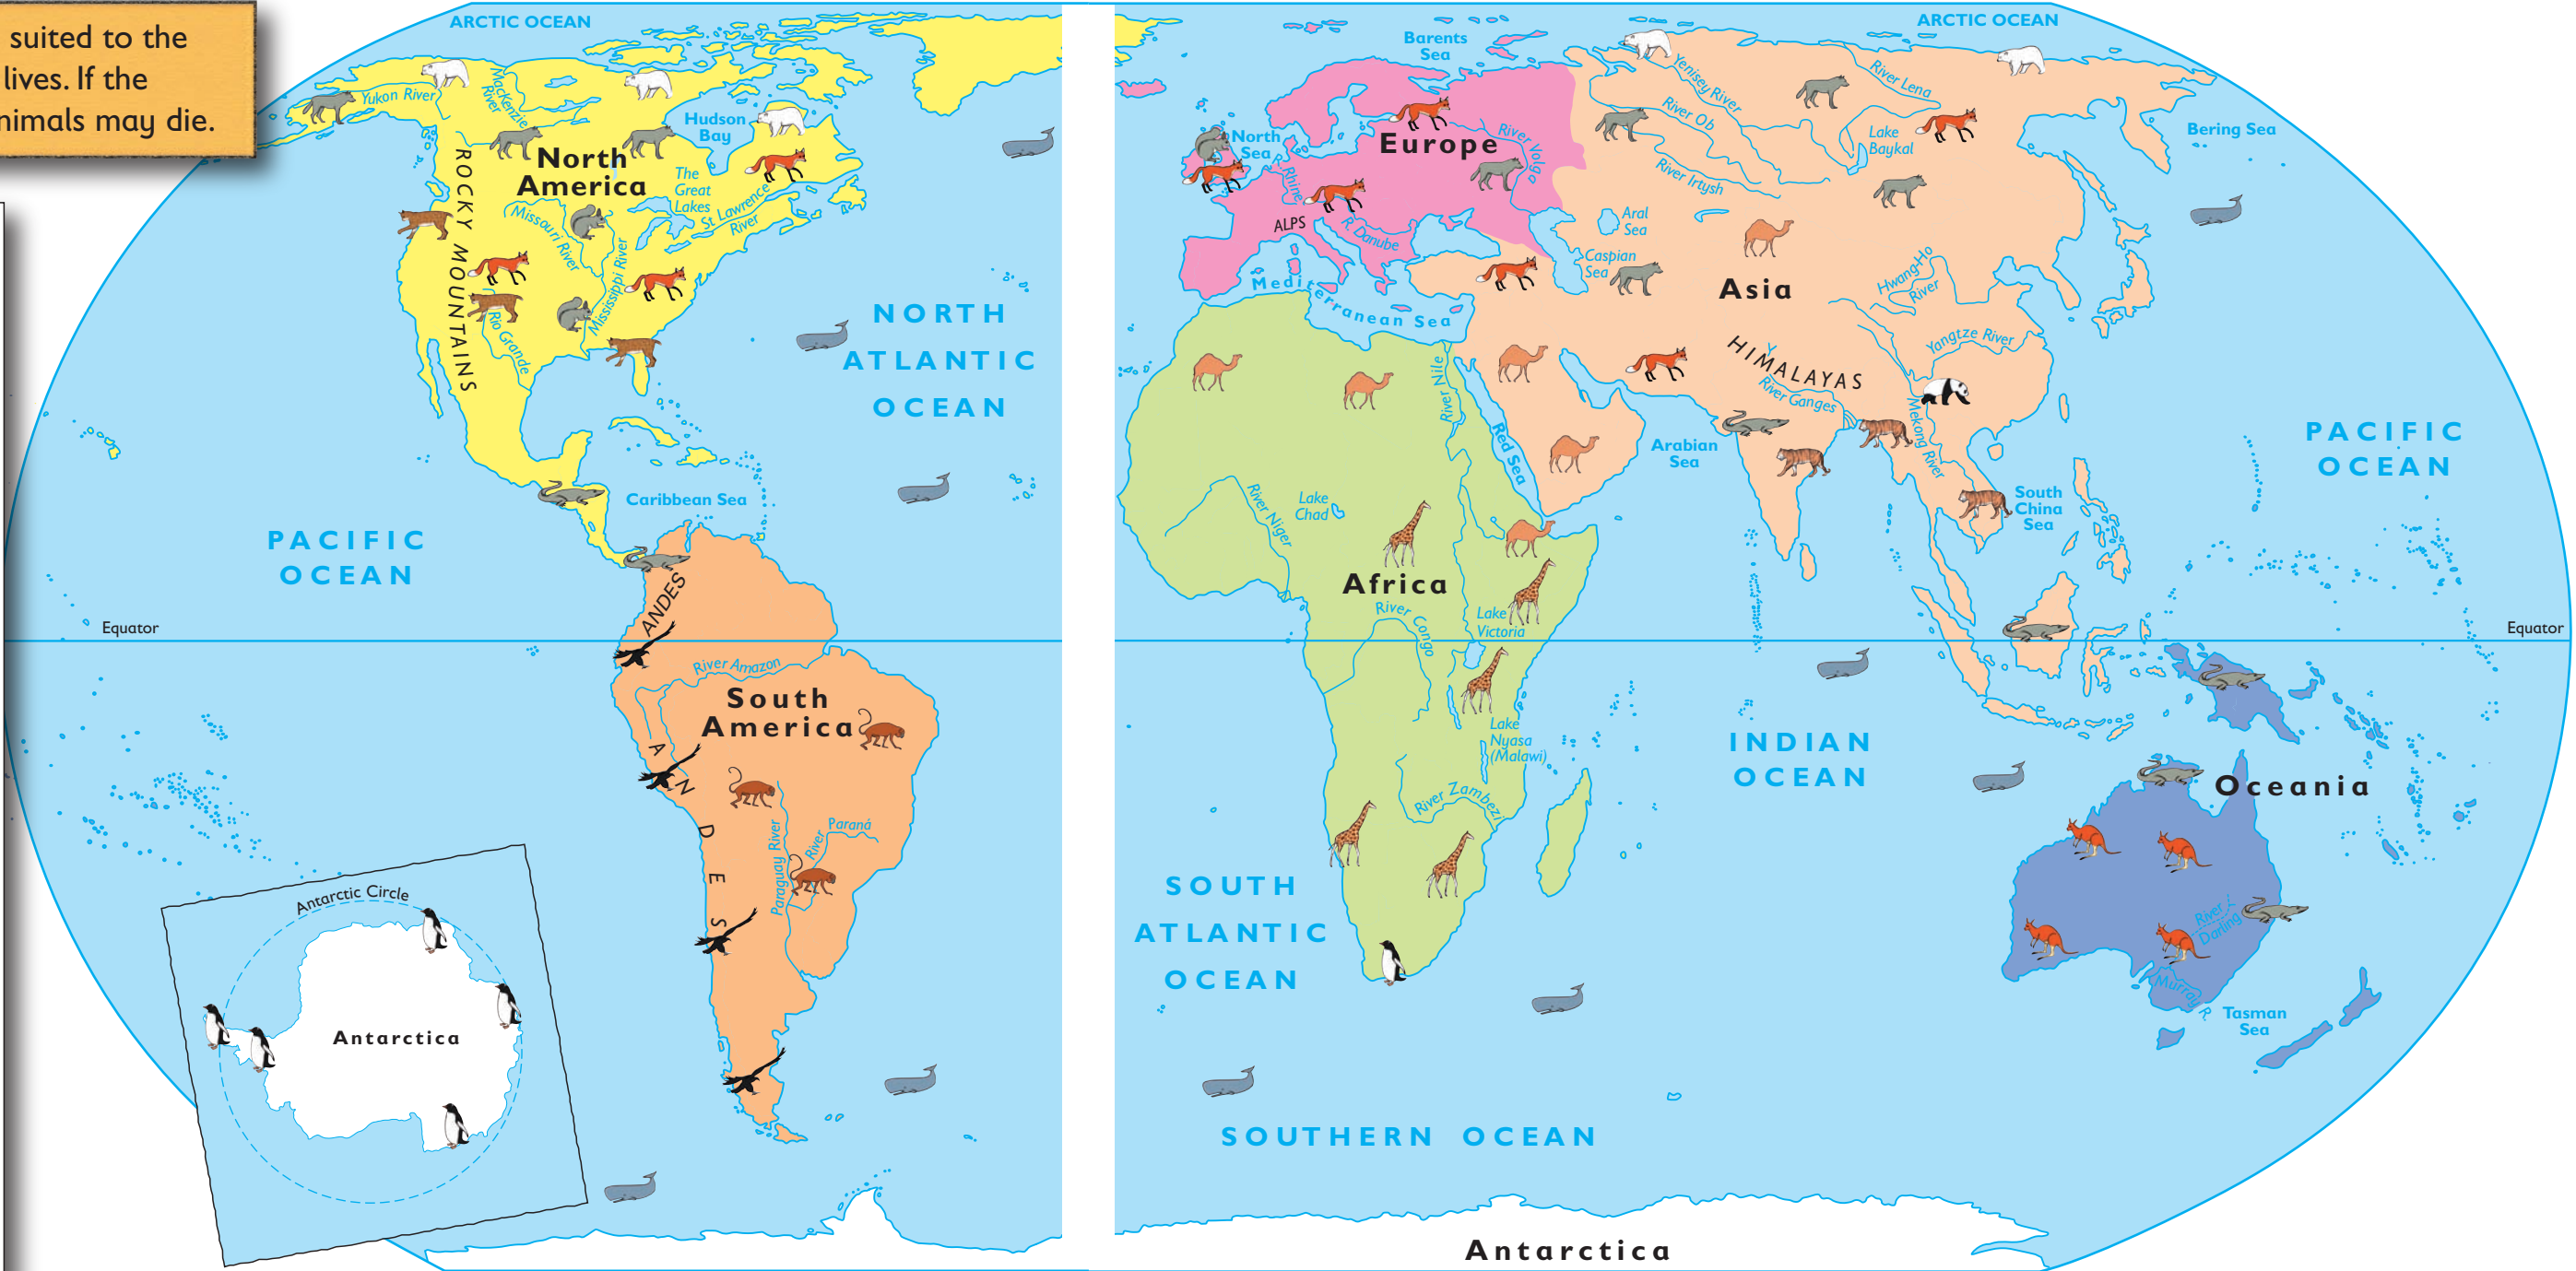 suited to the
lives. If the
nimals may die.
ARCTIC OCEAN
Yukon River
MacKenzie
River
Hudson
Bay
North
America
ROCKY MOUNTAINS
The
Great
Lakes
St. Lawrence
River
Missouri River
Mississippi River
Rio Grande
NORTH
ATLANTIC
OCEAN
Caribbean Sea
PACIFIC
OCEAN
Equator
ANDES
River Amazon
South
America
ANDES
Paraguay River
River Paraná
Antarctic Circle
Antarctica
ARCTIC OCEAN
Barents
Sea
North
Sea
Europe
R. Rhine
River Volga
ALPS
R. Danube
Mediterranean Sea
Yenisey River
River Lena
River Ob
River Irtysh
Lake
Baykal
Bering Sea
Aral
Sea
Caspian
Sea
Asia
Hwang-Ho
River
Yangtze River
HIMALAYAS
River Ganges
Mekong River
River Nile
Red Sea
Arabian
Sea
South
China
Sea
PACIFIC
OCEAN
River Niger
Lake
Chad
Africa
River Congo
Lake
Victoria
Equator
Lake
Nyasa
(Malawi)
River Zambezi
INDIAN
OCEAN
Oceania
SOUTH
ATLANTIC
OCEAN
River
Darling
Murray R.
Tasman
Sea
SOUTHERN OCEAN
Antarctica